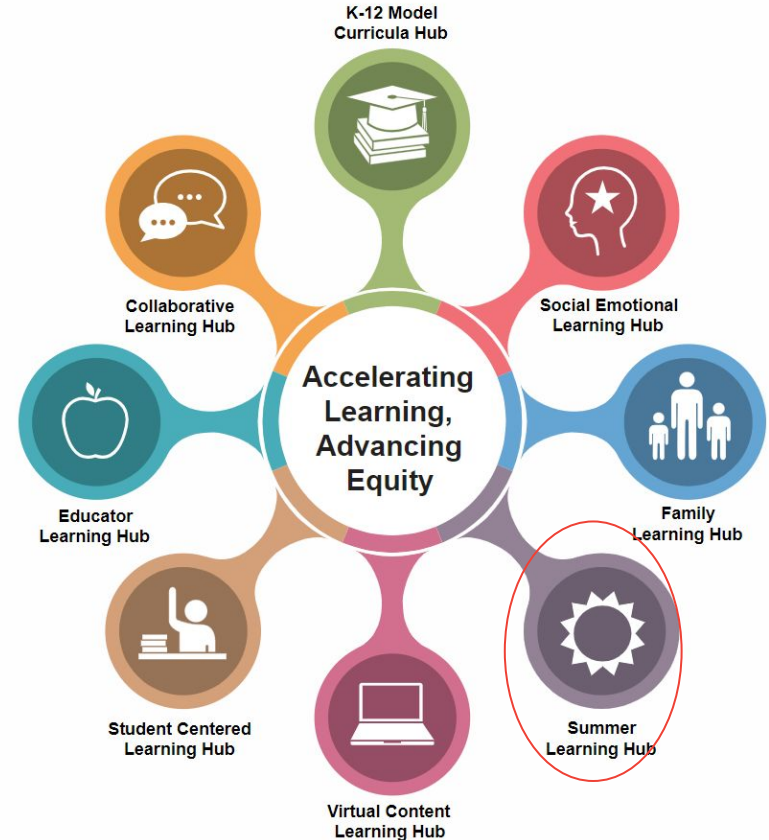 K-12 Model
Curricula Hub
Collaborative
Learning Hub
Social Emotional
Learning Hub
Accelerating
Learning,
Advancing
Equity
Educator
Learning Hub
Family
Learning Hub
Student Centered
Learning Hub
Summer
Learning Hub
Virtual Content
Learning Hub